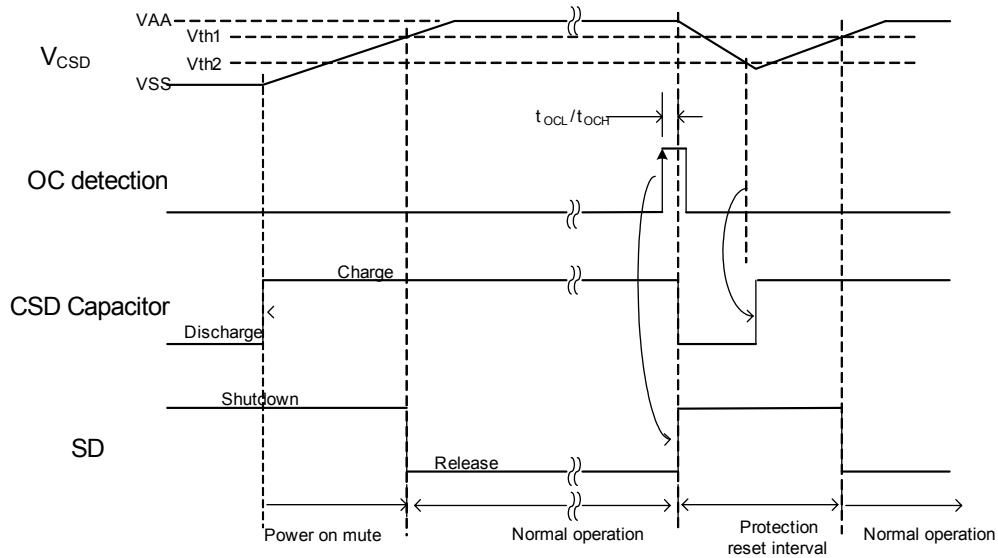 VAA
Vth1
VCSD
Vth2
VSS
tOCL/tOCH
OC detection
Charge
CSD Capacitor
Discharge
Shutdown
SD
Release
Power on mute
Normal operation
Protection
reset interval
Normal operation